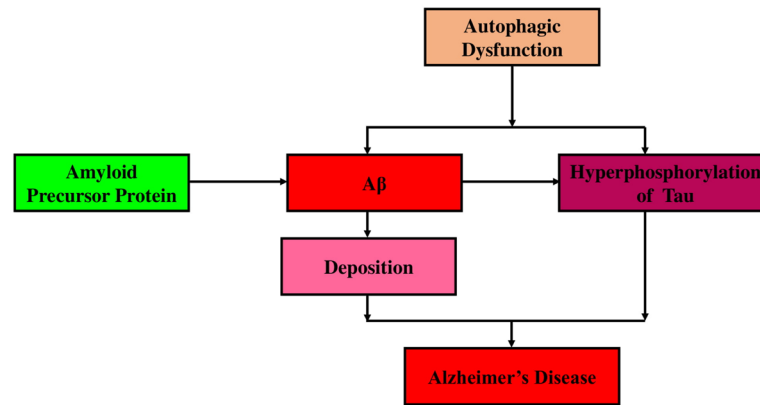 Autophagic
Dysfunction
Amyloid
Precursor Protein
Aβ
Hyperphosphorylation
of Tau
Deposition
Alzheimer's Disease